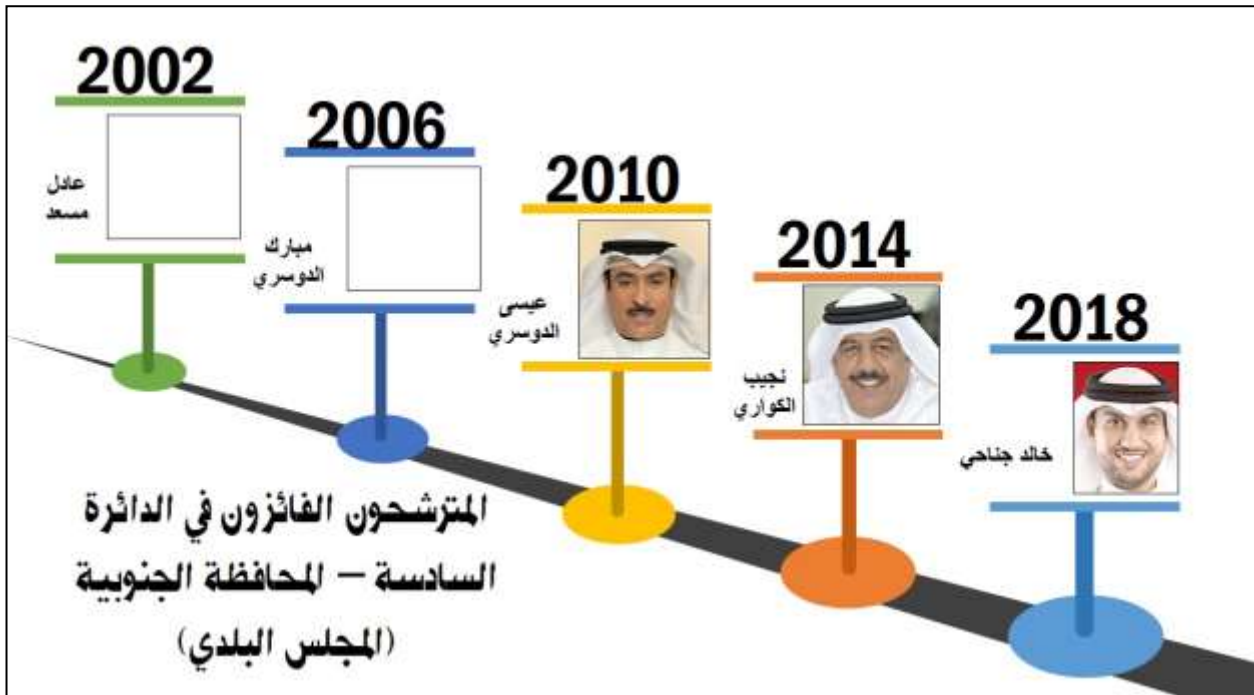 2002
عادل
مسعد
2006
مبارك
الدوسري
2010
عيسى
الدوسري
2014
نجيب
الكواري
2018
خالد جناحي
المترشحون الفائزون في الدائرة
السادسة – المحافظة الجنوبية
(المجلس البلدي)